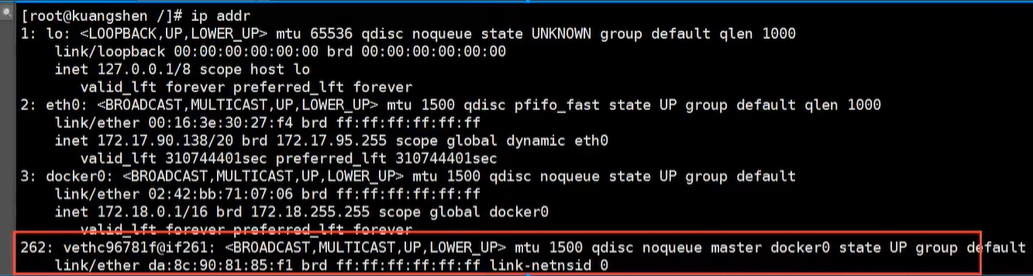 [root@kuangshen /]# ip addr
1: lo: <LOOPBACK,UP,LOWER_UP> mtu 65536 qdisc noqueue state UNKNOWN group default qlen 1000
link/loopback 00:00:00:00:00:00 brd 00:00:00:00:00:00
inet 127.0.0.1/8 scope host lo
valid_lft forever preferred_lft forever
2: eth0: <BROADCAST,MULTICAST,UP,LOWER_UP> mtu 1500 qdisc pfifo_fast state UP group default qlen 1000
link/ether 00:16:3e:30:27:f4 brd ff:ff:ff:ff:ff:ff
inet 172.17.90.138/20 brd 172.17.95.255 scope global dynamic eth0
valid_lft 310744401sec preferred_lft 310744401sec
3: docker0: <BROADCAST,MULTICAST,UP,LOWER_UP> mtu 1500 qdisc noqueue state UP group default
link/ether 02:42:bb:71:07:06 brd ff:ff:ff:ff:ff:ff
inet 172.18.0.1/16 brd 172.18.255.255 scope global docker0
valid_lft forever preferred_lft forever
262: vethc96781f@if261: <BROADCAST,MULTICAST,UP,LOWER_UP> mtu 1500 qdisc noqueue master docker0 state UP group default
link/ether da:8c:90:81:85:f1 brd ff:ff:ff:ff:ff:ff link-netnsid 0